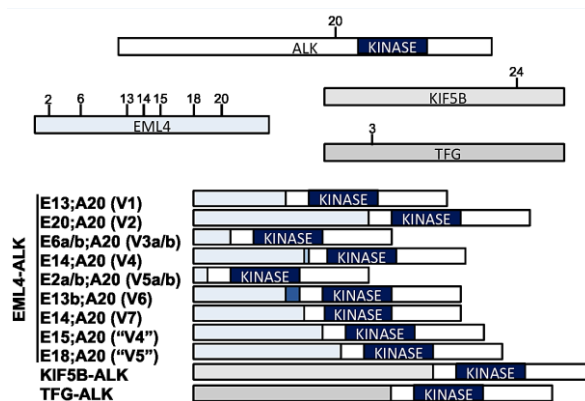 20
ALK KINASE
24
KIF5B
2 6 13 14 15 18 20
EML4
3
TFG
EML4-ALK
E13;A20 (V1) KINASE
E20;A20 (V2) KINASE
E6a/b;A20 (V3a/b) KINASE
E14;A20 (V4) KINASE
E2a/b;A20 (V5a/b) KINASE
E13b;A20 (V6) KINASE
E14;A20 (V7) KINASE
E15;A20 (“V4”) KINASE
E18;A20 (“V5”) KINASE
KIF5B-ALK KINASE
TFG-ALK KINASE